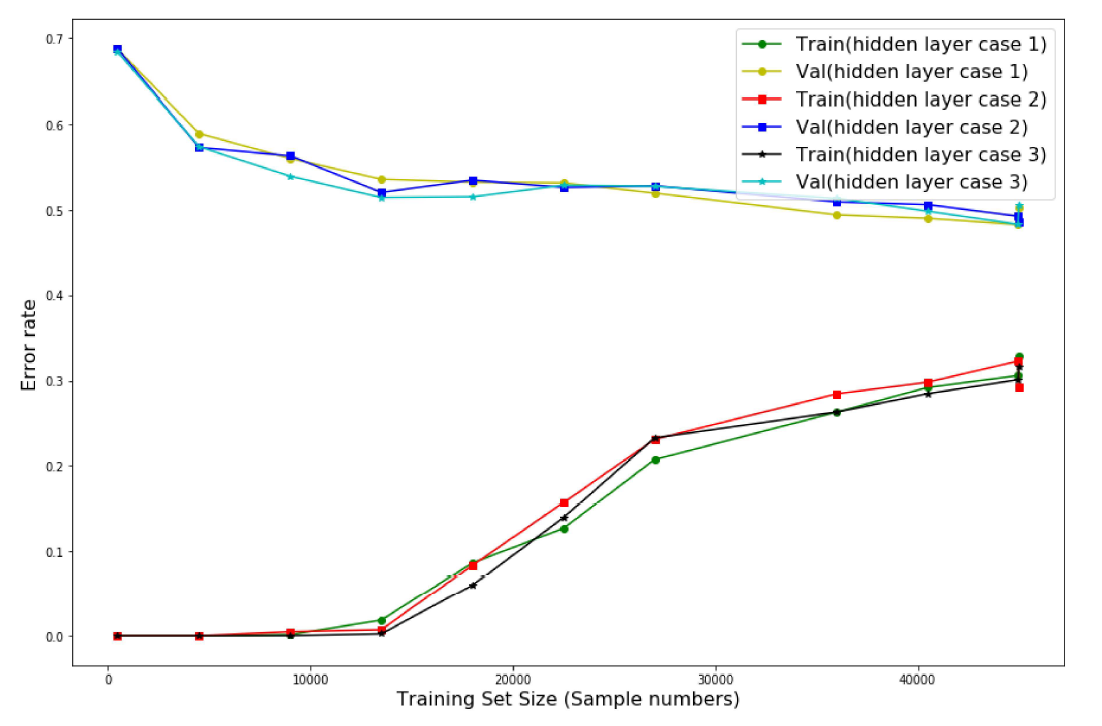 0.7
0.6
0.5
0.4
0.3
0.2
0.1
0.0
Error rate
Train(hidden layer case 1)
Val(hidden layer case 1)
Train(hidden layer case 2)
Val(hidden layer case 2)
Train(hidden layer case 3)
Val(hidden layer case 3)
0 10000 20000 30000 40000
Training Set Size (Sample numbers)